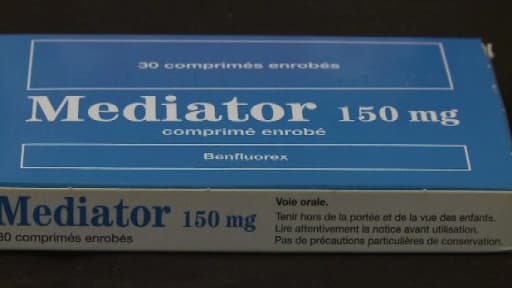 30 comprimés enrobés
Mediator 150 mg
comprimé enrobé
Benfluorex
Mediator 150 mg
30 comprimés enrobés
Voie orale.
Tenir hors de la portée et de la vue des enfants.
Lire attentivement la notice avant utilisation.
Pas de précautions particulières de conservation.